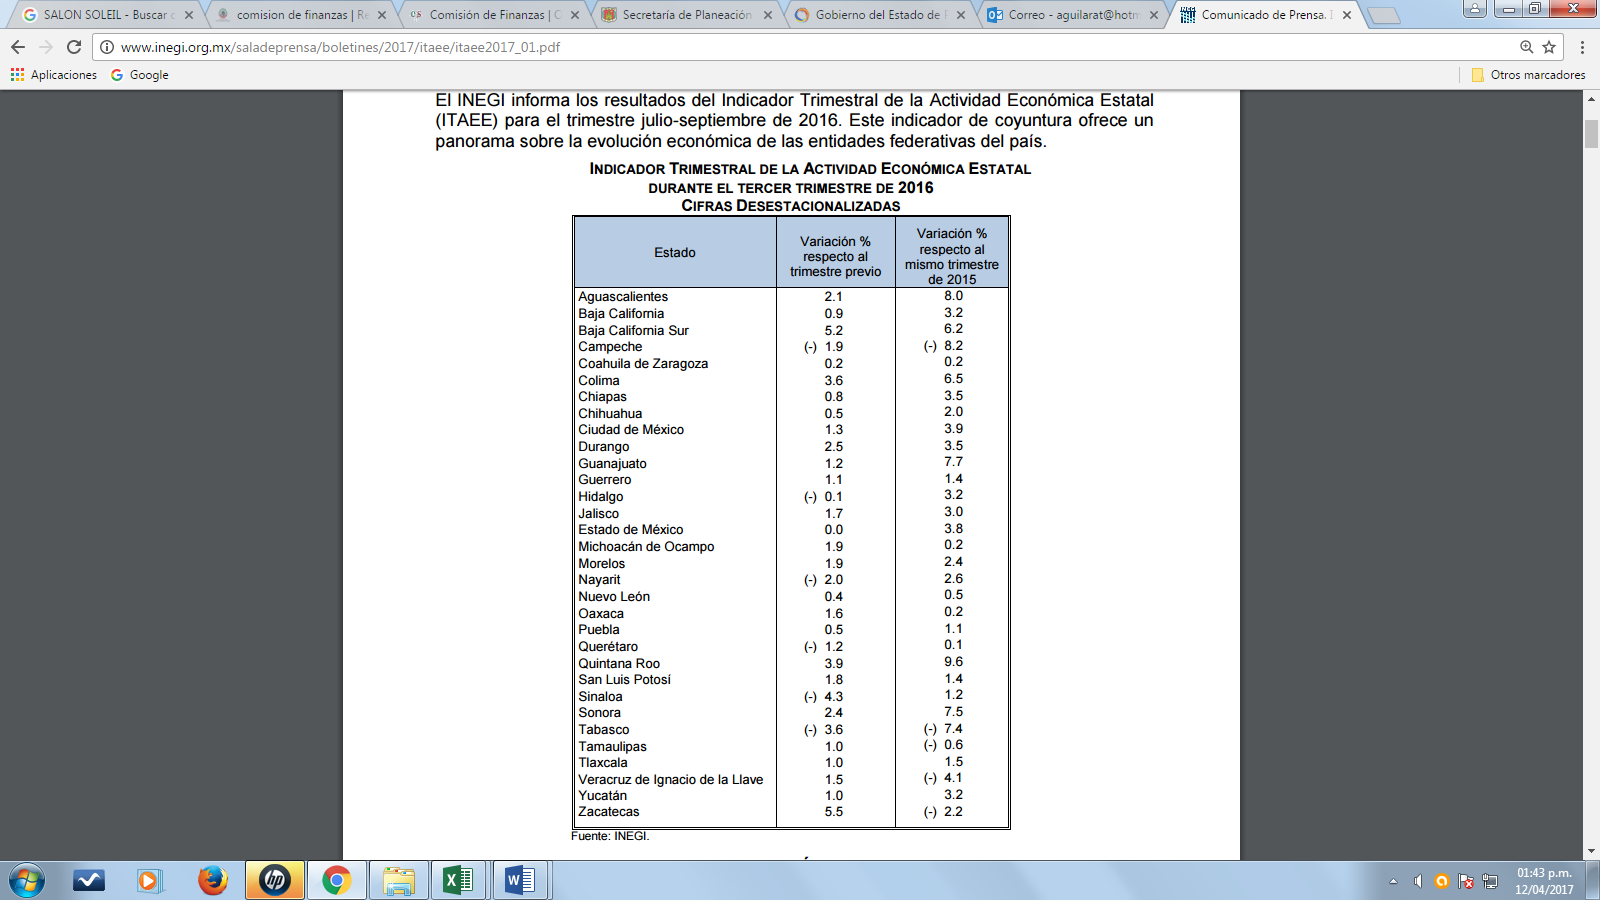 SALON SOLEIL - Buscar
comision de finanzas | Re
Comisión de Finanzas | C
Secretaría de Planeación
Gobierno del Estado de
Correo - aguilarat@hotm
Comunicado de Prensa.
www.inegi.org.mx/saladeprensa/boletines/2017/itaee/itaee2017_01.pdf
Aplicaciones Google Otros marcadores
El INEGI informa los resultados del Indicador Trimestral de la Actividad Económica Estatal
(ITAEE) para el trimestre julio-septiembre de 2016. Este indicador de coyuntura ofrece un
panorama sobre la evolución económica de las entidades federativas del país.
INDICADOR TRIMESTRAL DE LA ACTIVIDAD ECONÓMICA ESTATAL
DURANTE EL TERCER TRIMESTRE DE 2016
CIFRAS DESESTACIONALIZADAS
Estado
Variación %
respecto al
trimestre previo
Variación %
respecto al
mismo trimestre
de 2015
Aguascalientes 2.1 8.0
Baja California 0.9 3.2
Baja California Sur 5.2 6.2
Campeche (-) 1.9 (-) 8.2
Coahuila de Zaragoza 0.2 0.2
Colima 3.6 6.5
Chiapas 0.8 3.5
Chihuahua 0.5 2.0
Ciudad de México 1.3 3.9
Durango 2.5 3.5
Guanajuato 1.2 7.7
Guerrero 1.1 1.4
Hidalgo (-) 0.1 3.2
Jalisco 1.7 3.0
Estado de México 0.0 3.8
Michoacán de Ocampo 1.9 0.2
Morelos 1.9 2.4
Nayarit (-) 2.0 2.6
Nuevo León 0.4 0.5
Oaxaca 1.6 0.2
Puebla 0.5 1.1
Querétaro (-) 1.2 0.1
Quintana Roo 3.9 9.6
San Luis Potosí 1.8 1.4
Sinaloa (-) 4.3 1.2
Sonora 2.4 7.5
Tabasco (-) 3.6 (-) 7.4
Tamaulipas 1.0 (-) 0.6
Tlaxcala 1.0 1.5
Veracruz de Ignacio de la Llave 1.5 (-) 4.1
Yucatán 1.0 3.2
Zacatecas 5.5 (-) 2.2
Fuente: INEGI.
01:43 p.m.
12/04/2017